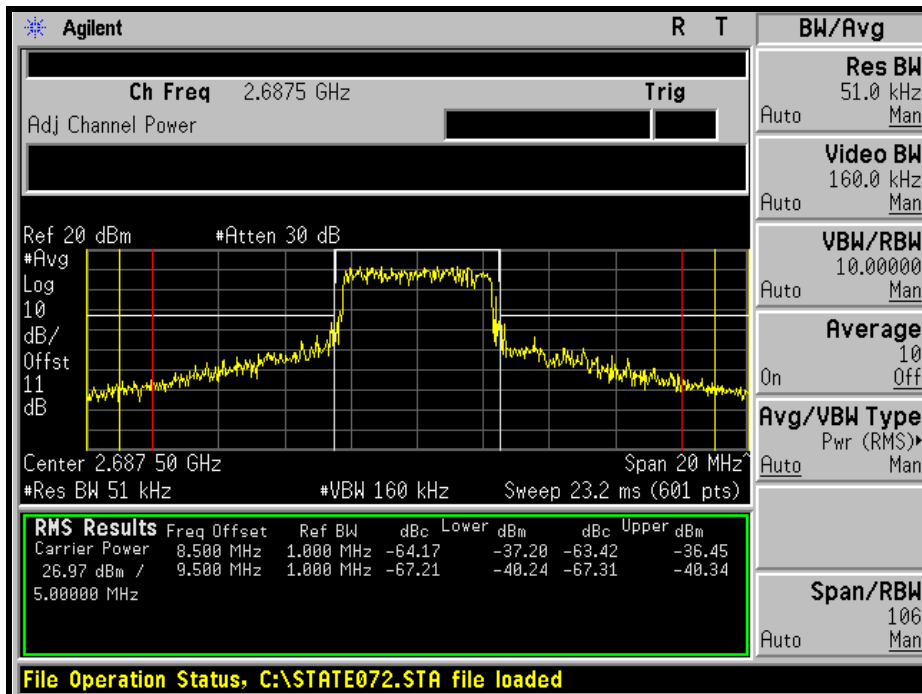 Agilent R T
Ch Freq 2.6875 GHz Trig
Adj Channel Power
Ref 20 dBm #Atten 30 dB
#Avg
Log
10
dB/
Offst
11
dB
Center 2.687 50 GHz Span 20 MHz^
#Res BW 51 kHz #VBW 160 kHz Sweep 23.2 ms (601 pts)
RMS Results Freq Offset Ref BW dBc Lower dBm dBc Upper dBm
Carrier Power 8.500 MHz 1.000 MHz -64.17 -37.20 -63.42 -36.45
26.97 dBm / 9.500 MHz 1.000 MHz -67.21 -40.24 -67.31 -40.34
5.00000 MHz
File Operation Status, C:\STATE072.STA file loaded
BW/Avg
Res BW
51.0 kHz
Auto Man
Video BW
160.0 kHz
Auto Man
VBW/RBW
10.00000
Auto Man
Average
10
On Off
Avg/VBW Type
Pwr (RMS)▸
Auto Man
Span/RBW
106
Auto Man